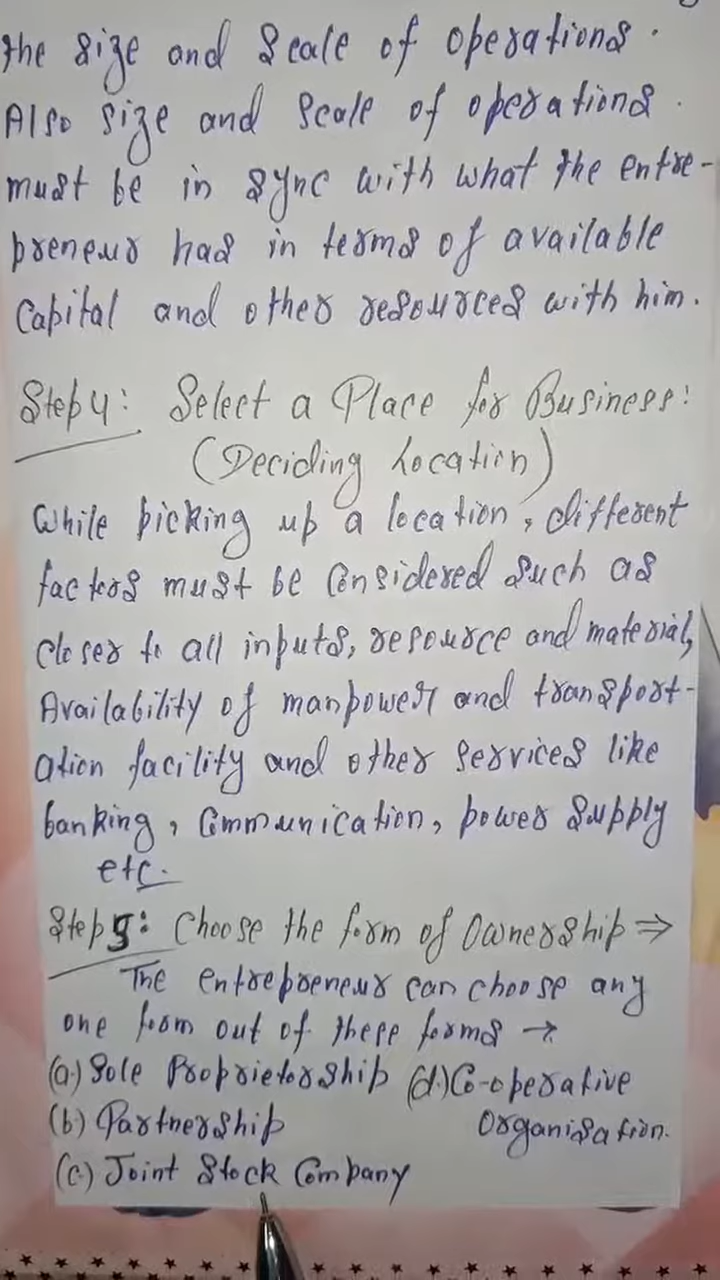 the size and Scale of operations.
Also size and scale of operations.
must be in sync with what the entre-
preneur has in terms of available
Capital and other resources with him.
Step 4: Select a Place for Business:
(Deciding Location)
While picking up a location, different
factors must be Considered such as
closer to all inputs, resource and material,
Availability of manpower and transport-
ation facility and other services like
banking, Communication, power supply
etc.
Step 5: Choose the form of Ownership ⇒
The entrepreneur can choose any
one form out of these forms →
(a.) Sole Proprietorship (d.) Co-operative
(b.) Partnership Organisation.
(c.) Joint Stock Company